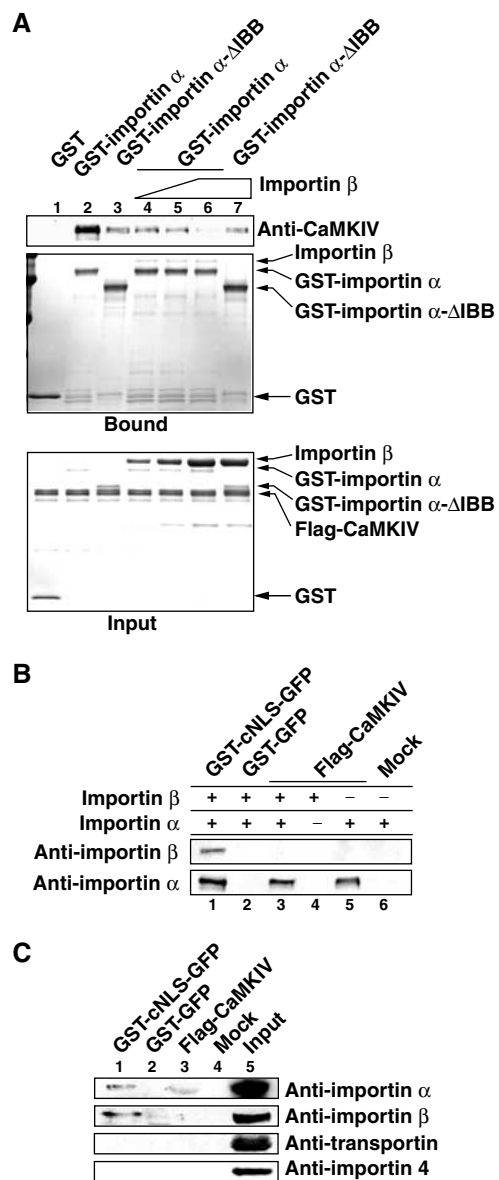 A
GST
GST-importin α
GST-importin α-ΔIBB
GST-importin α
GST-importin α-ΔIBB
Importin β
1 2 3 4 5 6 7
Anti-CaMKIV
Importin β
GST-importin α
GST-importin α-ΔIBB
GST
Bound
Importin β
GST-importin α
GST-importin α-ΔIBB
Flag-CaMKIV
GST
Input
B
GST-cNLS-GFP
GST-GFP
Flag-CaMKIV
Mock
Importin β + + + + – –
Importin α + + + – + +
Anti-importin β
Anti-importin α
1 2 3 4 5 6
C
GST-cNLS-GFP
GST-GFP
Flag-CaMKIV
Mock
Input
1 2 3 4 5
Anti-importin α
Anti-importin β
Anti-transportin
Anti-importin 4